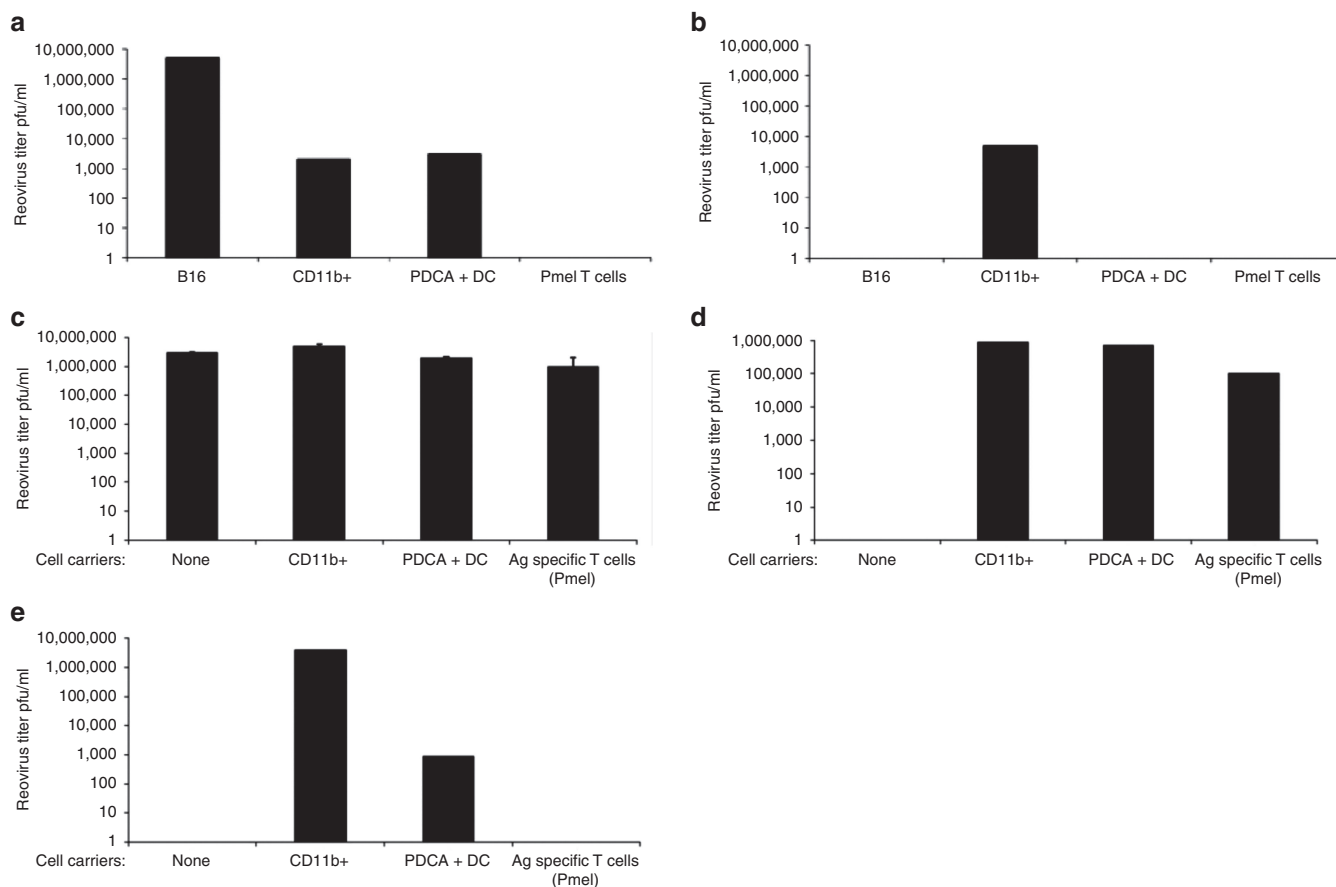 a
10,000,000
1,000,000
100,000
10,000
1,000
100
10
1
Reovirus titer pfu/ml
B16 CD11b+ PDCA + DC Pmel T cells
b
10,000,000
1,000,000
100,000
10,000
1,000
100
10
1
Reovirus titer pfu/ml
B16 CD11b+ PDCA + DC Pmel T cells
c
10,000,000
1,000,000
100,000
10,000
1,000
100
10
1
Reovirus titer pfu/ml
Cell carriers: None CD11b+ PDCA + DC Ag specific T cells
(Pmel)
d
1,000,000
100,000
10,000
1,000
100
10
1
Reovirus titer pfu/ml
Cell carriers: None CD11b+ PDCA + DC Ag specific T cells
(Pmel)
e
10,000,000
1,000,000
100,000
10,000
1,000
100
10
1
Reovirus titer pfu/ml
Cell carriers: None CD11b+ PDCA + DC Ag specific T cells
(Pmel)